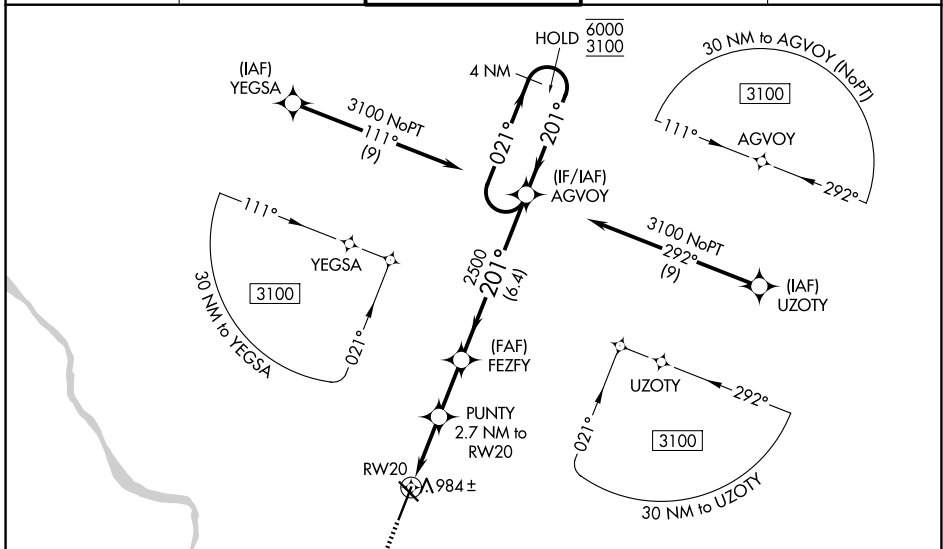 HOLD
6000
3100
4 NM
021°
201°
(IAF)
YEGSA
3100 NoPT
111°
(9)
30 NM to AGVOY (NoPT)
3100
111°
AGVOY
292°
(IF/IAF)
AGVOY
3100 NoPT
292°
(9)
(IAF)
UZOTY
111°
YEGSA
3100
021°
30 NM to YEGSA
2500
201°
(6.4)
(FAF)
FEZFY
PUNTY
2.7 NM to
RW20
RW20
984±
UZOTY
292°
021°
3100
30 NM to UZOTY